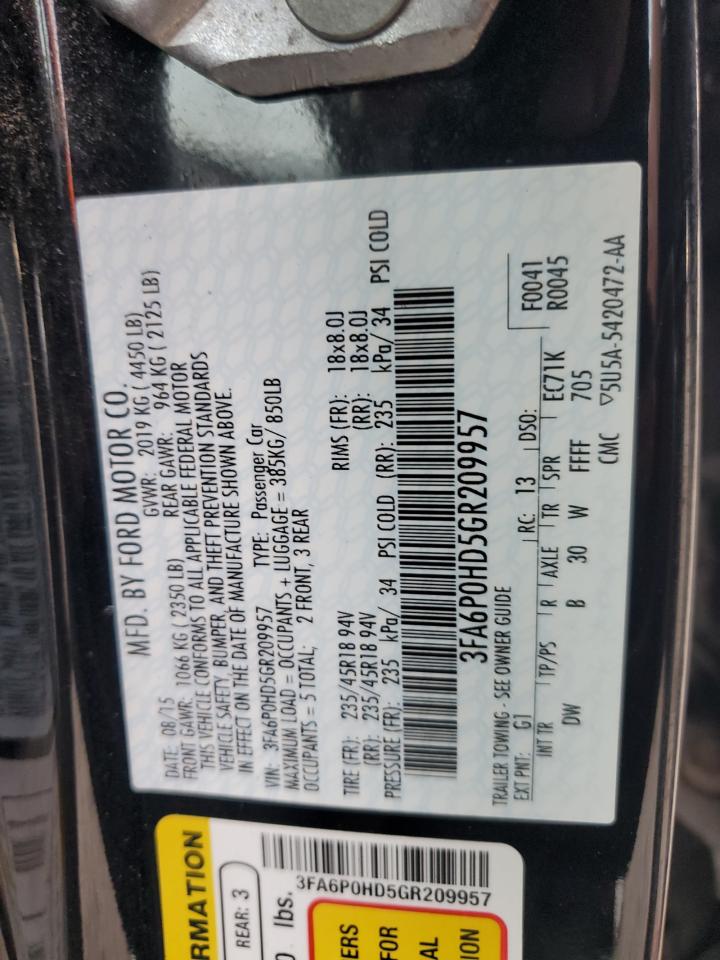 MFD. BY FORD MOTOR CO.
DATE: 08/15 GVWR: 2019 KG ( 4450 LB)
FRONT GAWR: 1066 KG ( 2350 LB) REAR GAWR: 964 KG ( 2125 LB)
THIS VEHICLE CONFORMS TO ALL APPLICABLE FEDERAL MOTOR
VEHICLE SAFETY, BUMPER, AND THEFT PREVENTION STANDARDS
IN EFFECT ON THE DATE OF MANUFACTURE SHOWN ABOVE.
VIN: 3FA6P0HD5GR209957 TYPE: Passenger Car
MAXIMUM LOAD = OCCUPANTS + LUGGAGE = 385KG/ 850LB
OCCUPANTS = 5 TOTAL; 2 FRONT, 3 REAR
TIRE (FR): 235/45R18 94V RIMS (FR): 18x8.0J
(RR): 235/45R18 94V (RR): 18x8.0J
PRESSURE (FR): 235 kPa/ 34 PSI COLD (RR): 235 kPa/ 34 PSI COLD
3FA6P0HD5GR209957
TRAILER TOWING - SEE OWNER GUIDE
EXT PNT: G1 RC: 13 DSO: F0041
R0045
INT TR TP/PS R AXLE TR SPR EC71K
DW B 30 W FFFF 705
CMC ▽5U5A-5420472-AA
RMATION
REAR: 3
lbs.
3FA6P0HD5GR209957
ERS
FOR
AL
ION